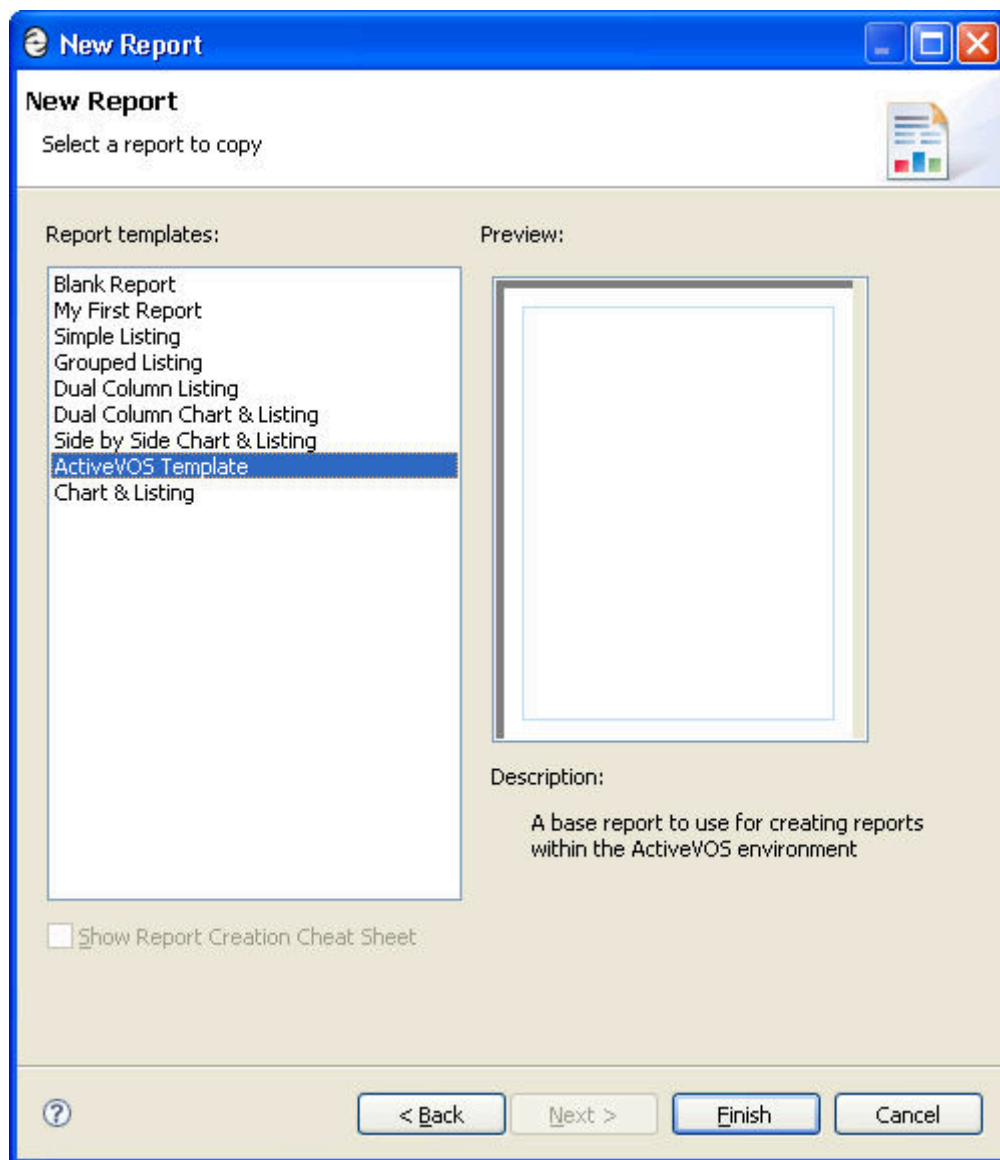 New Report
New Report
Select a report to copy
Report templates:
Blank Report
My First Report
Simple Listing
Grouped Listing
Dual Column Listing
Dual Column Chart & Listing
Side by Side Chart & Listing
ActiveVOS Template
Chart & Listing
Show Report Creation Cheat Sheet
Preview:
Description:
A base report to use for creating reports
within the ActiveVOS environment
? < Back Next > Finish Cancel